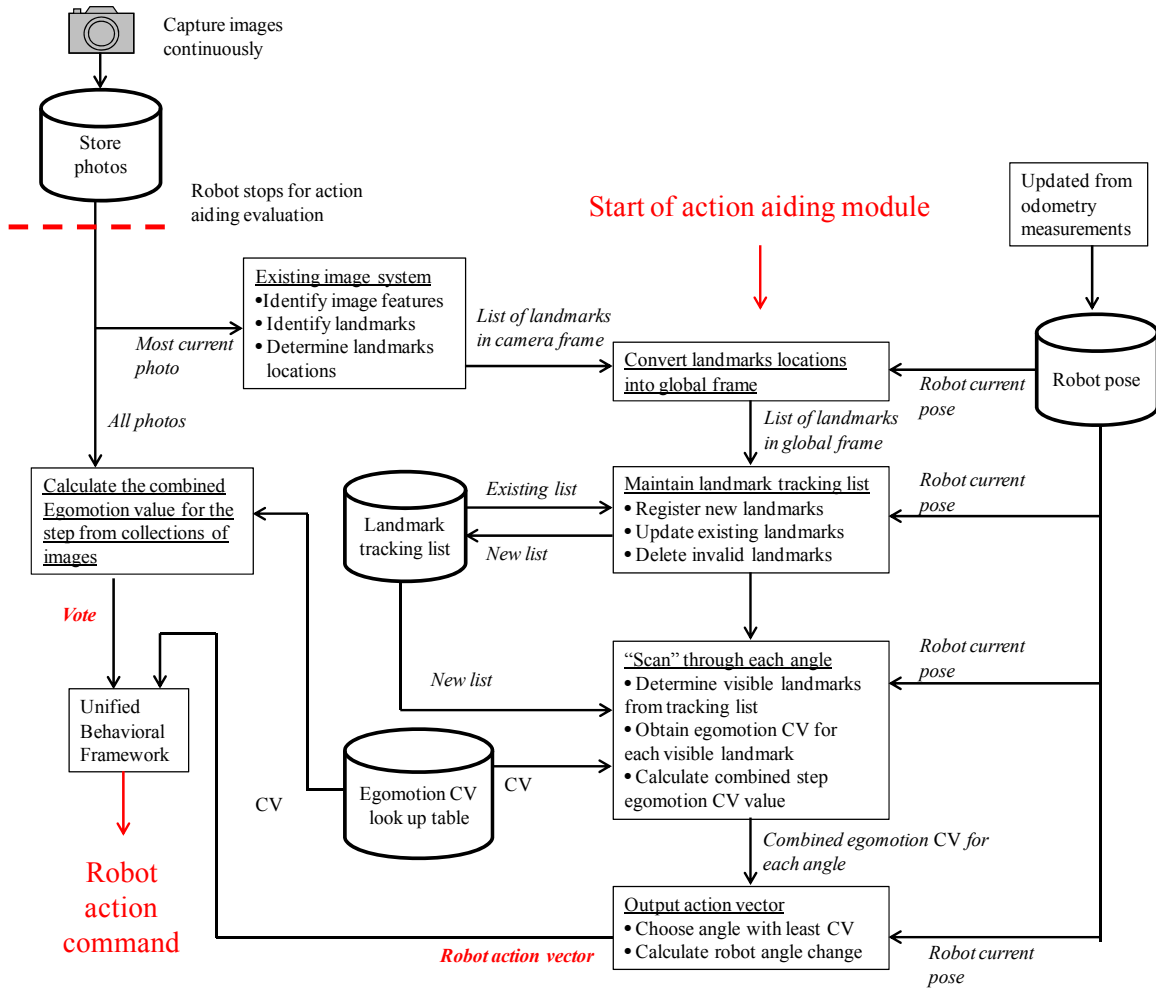 Capture images
continuously
Store
photos
Robot stops for action
aiding evaluation
Start of action aiding module
Updated from
odometry
measurements
Existing image system
•Identify image features
• Identify landmarks
• Determine landmarks
locations
Most current
photo
List of landmarks
in camera frame
Convert landmarks locations
into global frame
Robot current
pose
Robot pose
All photos
List of landmarks
in global frame
Calculate the combined
Egomotion value for the
step from collections of
images
Landmark
tracking list
Existing list
New list
Maintain landmark tracking list
• Register new landmarks
• Update existing landmarks
• Delete invalid landmarks
Robot current
pose
Vote
New list
“Scan” through each angle
• Determine visible landmarks
from tracking list
• Obtain egomotion CV for
each visible landmark
• Calculate combined step
egomotion CV value
Robot current
pose
Unified
Behavioral
Framework
CV
Egomotion CV
look up table
CV
Combined egomotion CV for
each angle
Robot
action
command
Robot action vector
Output action vector
• Choose angle with least CV
• Calculate robot angle change
Robot current
pose